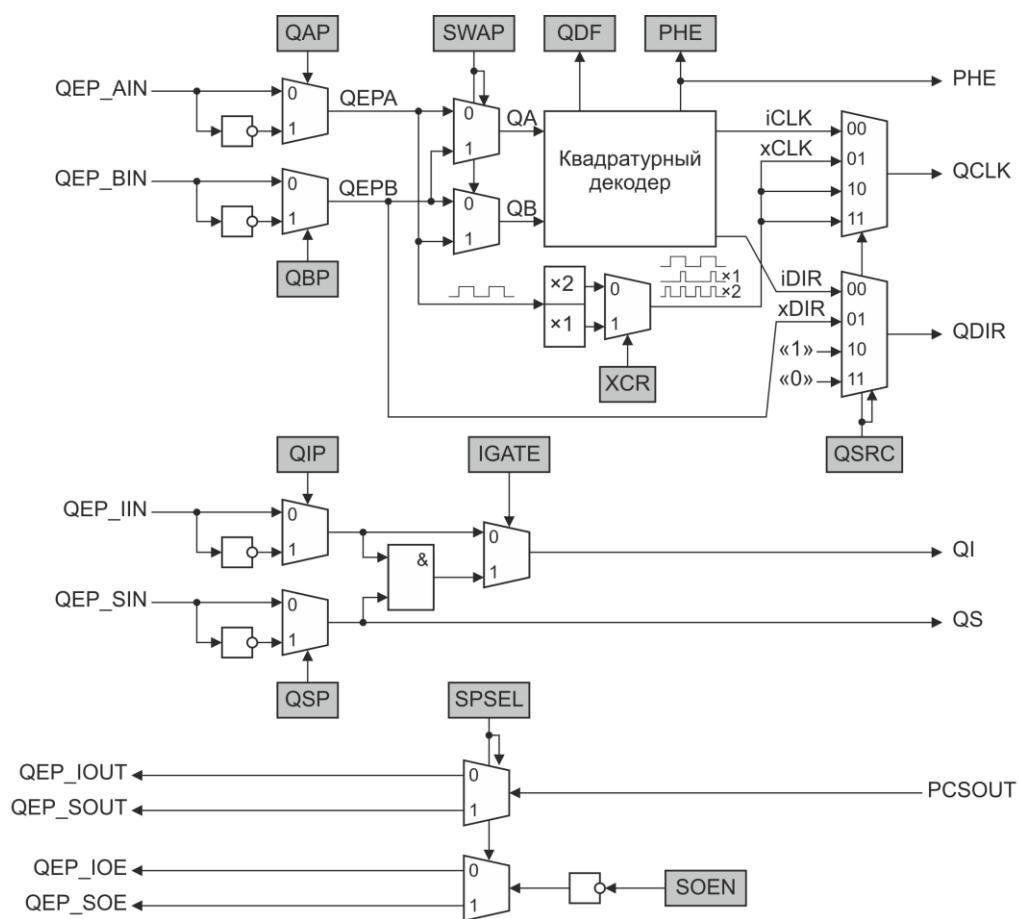 QAP
SWAP
QDF
PHE
QEP_AIN
0
1
QEPA
0
1
QA
PHE
iCLK
xCLK
00
01
10
11
QCLK
Квадратурный
декодер
QEP_BIN
0
1
QEPB
0
1
QB
QBP
×2
×1
0
1
×1
×2
XCR
iDIR
xDIR
«1»
«0»
00
01
10
11
QDIR
QSRC
QIP
IGATE
QEP_IIN
0
1
&
0
1
QI
QEP_SIN
0
1
QS
QSP
SPSEL
QEP_IOUT
0
PCSOUT
QEP_SOUT
1
QEP_IOE
0
SOEN
QEP_SOE
1